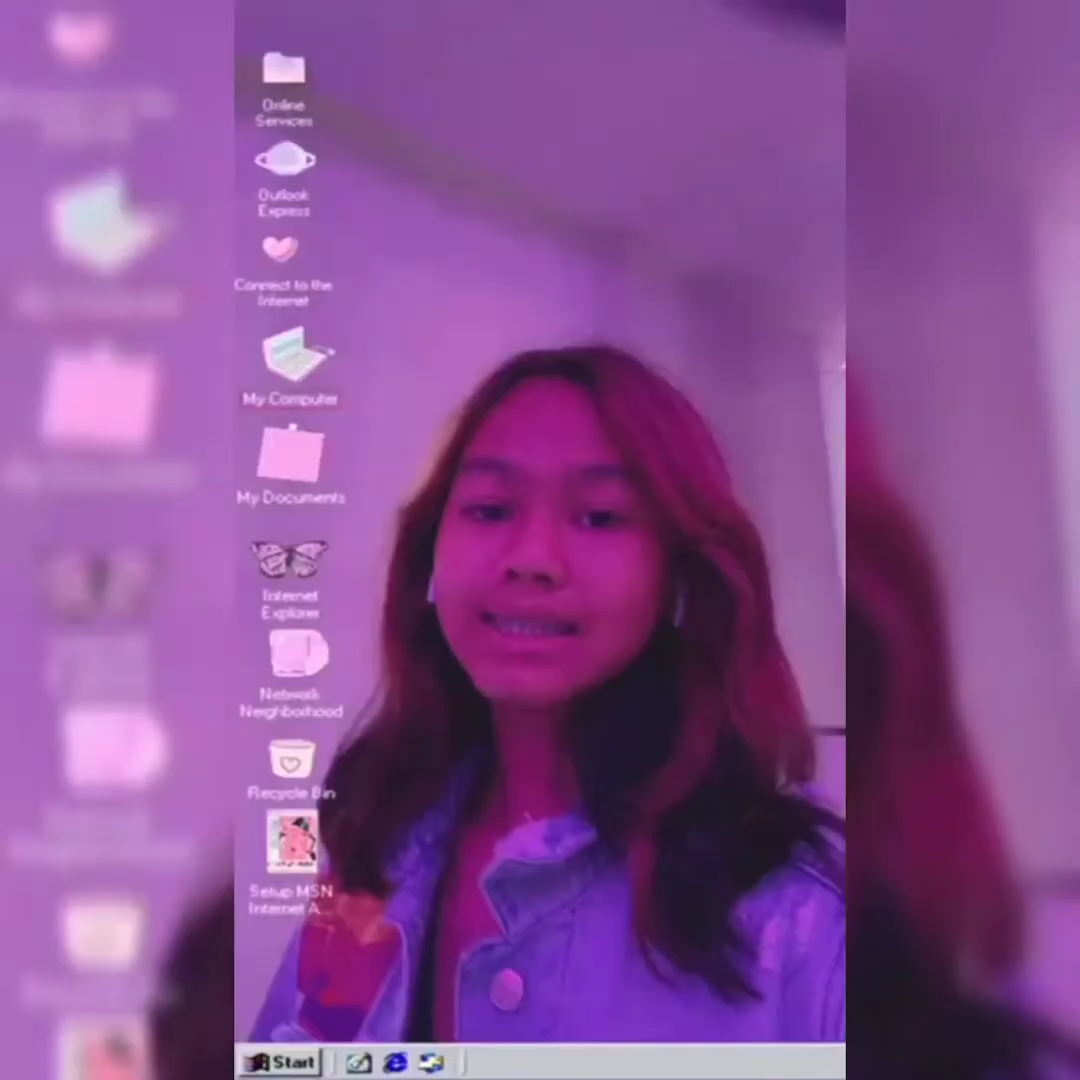 Online
Services
Outlook
Express
Connect to the
Internet
My Computer
My Documents
Internet
Explorer
Network
Neighborhood
Recycle Bin
Setup MSN
Internet A...
Start